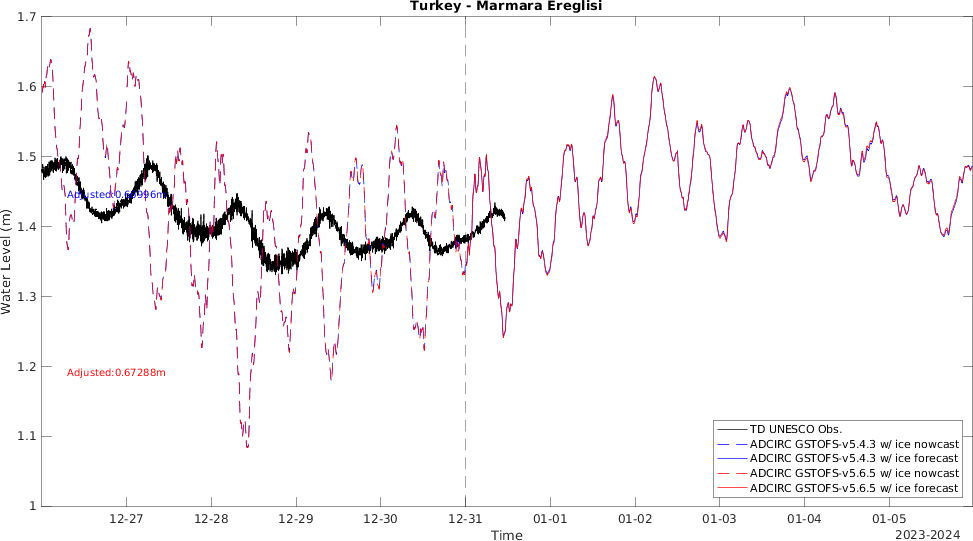 Turkey - Marmara Ereglisi
1.7
1.6
1.5
1.4
1.3
1.2
1.1
1
Water Level (m)
Adjusted:0.67288m
TD UNESCO Obs.
ADCIRC GSTOFS-v5.4.3 w/ ice nowcast
ADCIRC GSTOFS-v5.4.3 w/ ice forecast
ADCIRC GSTOFS-v5.6.5 w/ ice nowcast
ADCIRC GSTOFS-v5.6.5 w/ ice forecast
12-27 12-28 12-29 12-30 12-31 01-01 01-02 01-03 01-04 01-05
Time
2023-2024